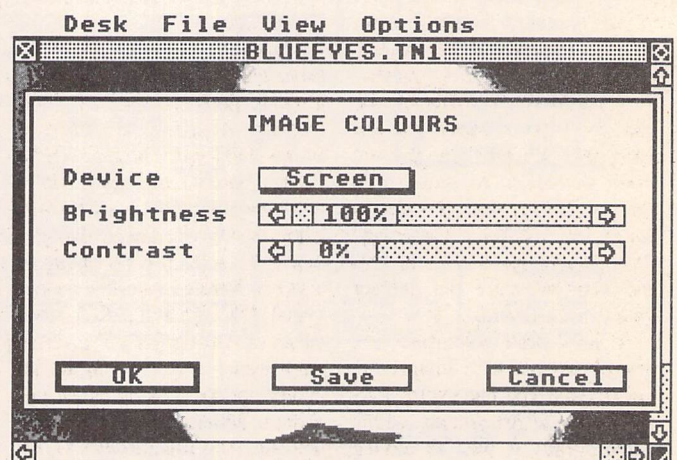 Desk File View Options
BLUEEYES.TN1
IMAGE COLOURS
Device Screen
Brightness 100%
Contrast 0%
OK Save Cancel